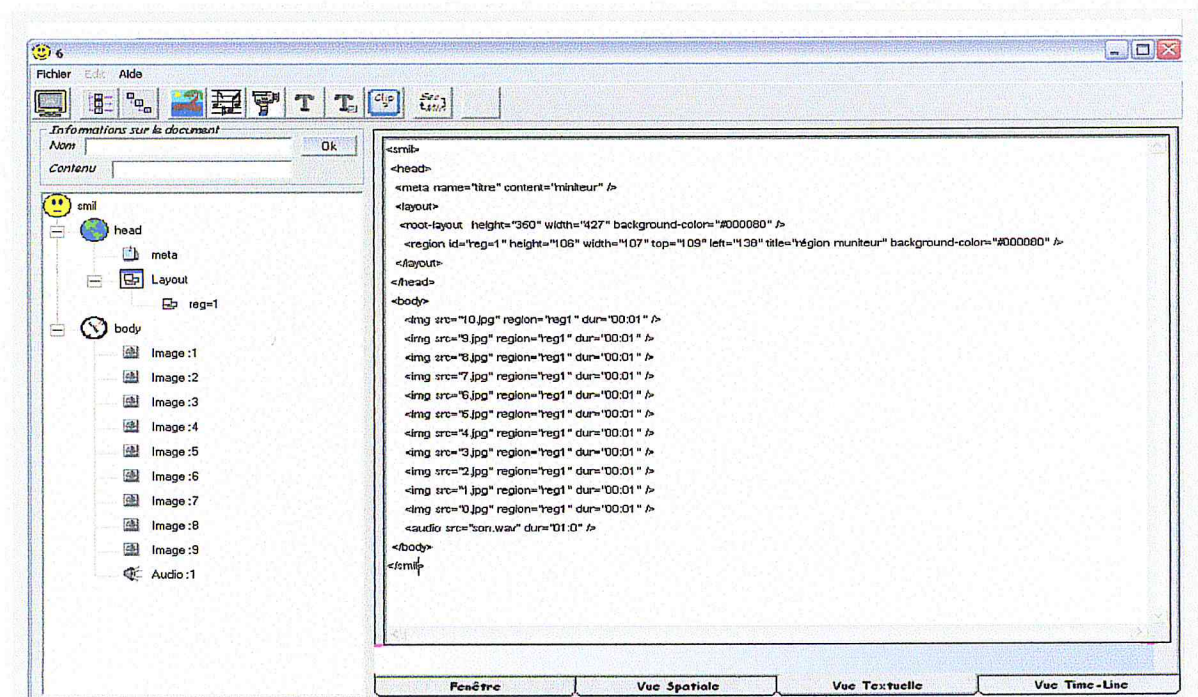 6
Fichier Edit Aide
T T Clip
Informations sur le document
Nom Ok
Contenu
smil
head
meta
Layout
reg=1
body
Image :1
Image :2
Image :3
Image :4
Image :5
Image :6
Image :7
Image :8
Image :9
Audio :1
<smil>
<head>
<meta name="titre" content="miniteur" />
<layout>
<root-layout height="360" width="427" background-color="#000080" />
<region id="reg=1" height="106" width="107" top="109" left="138" title="région muniteur" background-color="#000080" />
</layout>
</head>
<body>
<img src="10.jpg" region="reg1" dur="00:01" />
<img src="9.jpg" region="reg1" dur="00:01" />
<img src="8.jpg" region="reg1" dur="00:01" />
<img src="7.jpg" region="reg1" dur="00:01" />
<img src="6.jpg" region="reg1" dur="00:01" />
<img src="5.jpg" region="reg1" dur="00:01" />
<img src="4.jpg" region="reg1" dur="00:01" />
<img src="3.jpg" region="reg1" dur="00:01" />
<img src="2.jpg" region="reg1" dur="00:01" />
<img src="1.jpg" region="reg1" dur="00:01" />
<img src="0.jpg" region="reg1" dur="00:01" />
<audio src="son.wav" dur="01:0" />
</body>
</smil>
Fenêtre Vue Spatiale Vue Textuelle Vue Time-Line